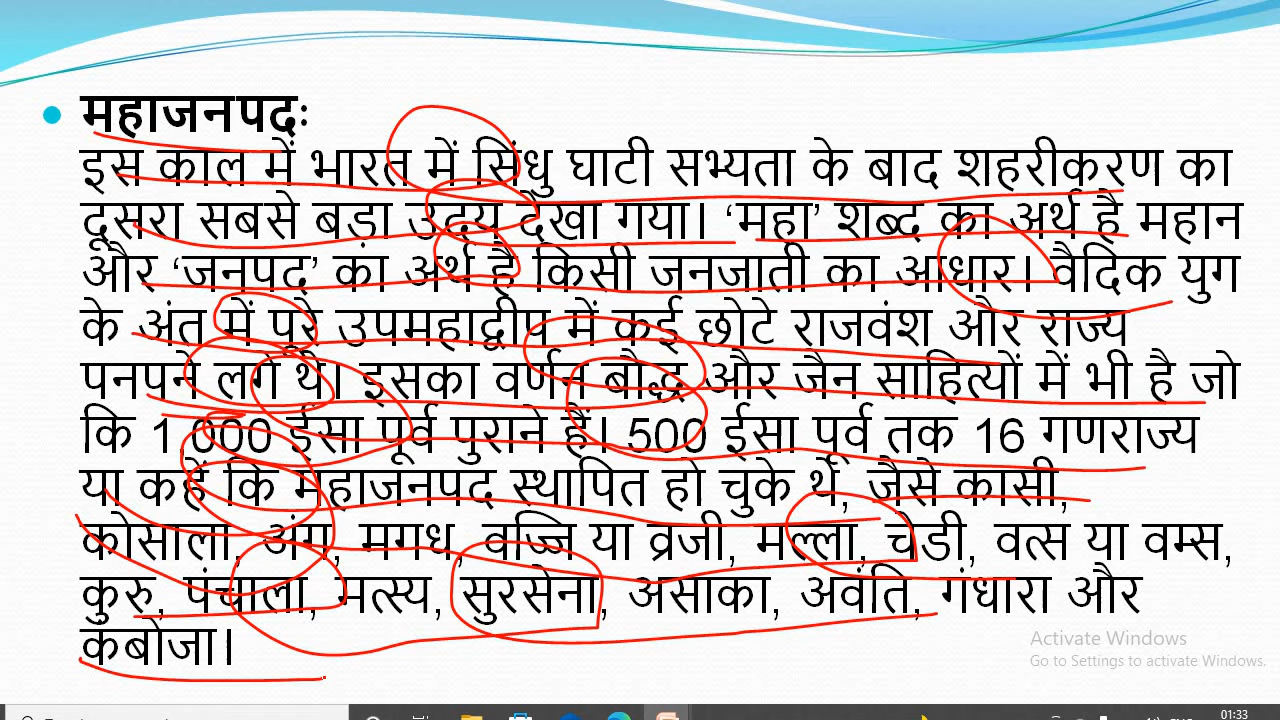 महाजनपदः
इस काल में भारत में सिंधु घाटी सभ्यता के बाद शहरीकरण का
दूसरा सबसे बड़ा उदय देखा गया। ‘महा’ शब्द का अर्थ है महान
और ‘जनपद’ का अर्थ है किसी जनजाती का आधार। वैदिक युग
के अंत में पूरे उपमहाद्वीप में कई छोटे राजवंश और राज्य
पनपने लगे थे। इसका वर्णन बौद्ध और जैन साहित्यों में भी है जो
कि 1 000 ईसा पूर्व पुराने हैं। 500 ईसा पूर्व तक 16 गणराज्य
या कहें कि महाजनपद स्थापित हो चुके थे, जैसे कासी,
कोसाला, अंग, मगध, वज्जि या व्रजी, मल्ला, चेडी, वत्स या वम्स,
कुरु, पंचाला, मत्स्य, सुरसेना, असाका, अवंति, गंधारा और
कंबोजा।
Activate Windows
Go to Settings to activate Windows.
01:33